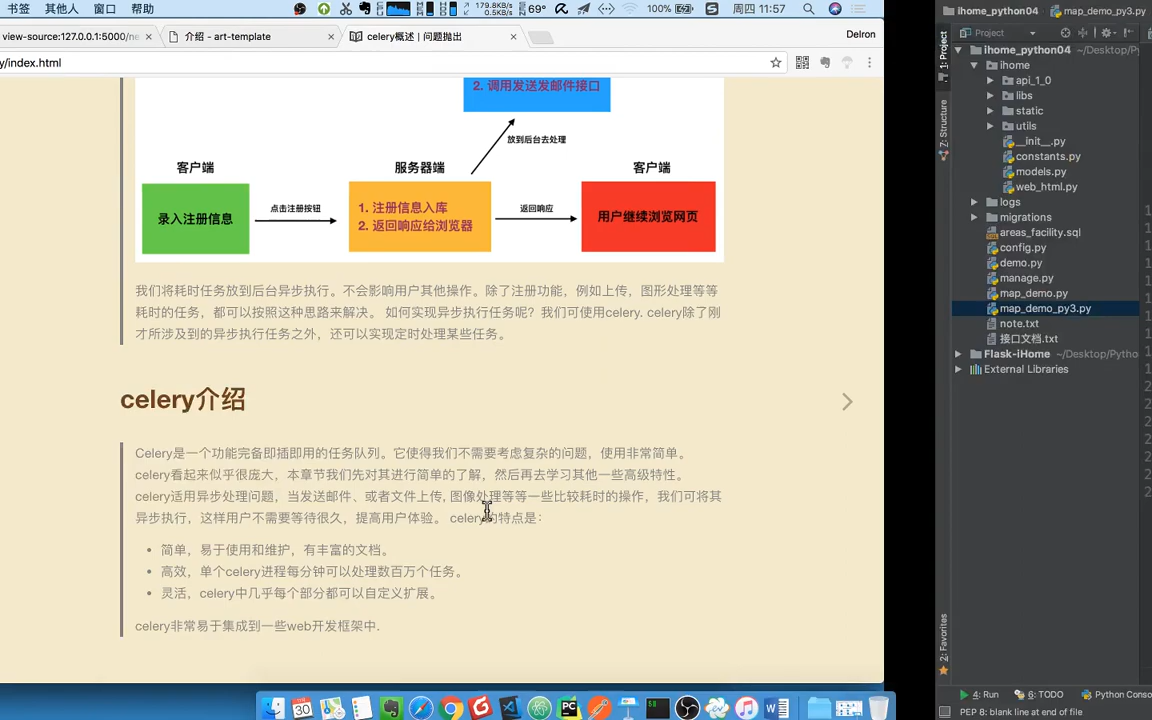 书签 其他人 窗口 帮助
179.8KB/s
0.5KB/s
69°
100%
周四 11:57
view-source:127.0.0.1:5000/ne
介绍 - art-template
celery概述 | 问题抛出
Delron
y/index.html
2. 调用发送发邮件接口
放到后台去处理
客户端 服务器端 客户端
录入注册信息
点击注册按钮
1. 注册信息入库
2. 返回响应给浏览器
返回响应
用户继续浏览网页
我们将耗时任务放到后台异步执行。不会影响用户其他操作。除了注册功能，例如上传，图形处理等等
耗时的任务，都可以按照这种思路来解决。 如何实现异步执行任务呢？我们可使用celery. celery除了刚
才所涉及到的异步执行任务之外，还可以实现定时处理某些任务。
celery介绍
Celery是一个功能完备即插即用的任务队列。它使得我们不需要考虑复杂的问题，使用非常简单。
celery看起来似乎很庞大，本章节我们先对其进行简单的了解，然后再去学习其他一些高级特性。
celery适用异步处理问题，当发送邮件、或者文件上传, 图像处理等等一些比较耗时的操作，我们可将其
异步执行，这样用户不需要等待很久，提高用户体验。 celery的特点是：
• 简单，易于使用和维护，有丰富的文档。
• 高效，单个celery进程每分钟可以处理数百万个任务。
• 灵活，celery中几乎每个部分都可以自定义扩展。
celery非常易于集成到一些web开发框架中.
30
ihome_python04
map_demo_py3.py
Project
1: Project
Z: Structure
2: Favorites
ihome_python04 ~/Desktop/Py
ihome
api_1_0
libs
static
utils
__init__.py
constants.py
models.py
web_html.py
logs
migrations
areas_facility.sql
config.py
demo.py
manage.py
map_demo.py
map_demo_py3.py
note.txt
接口文档.txt
Flask-iHome ~/Desktop/Pytho
External Libraries
4: Run 6: TODO Python Conso
PEP 8: blank line at end of file